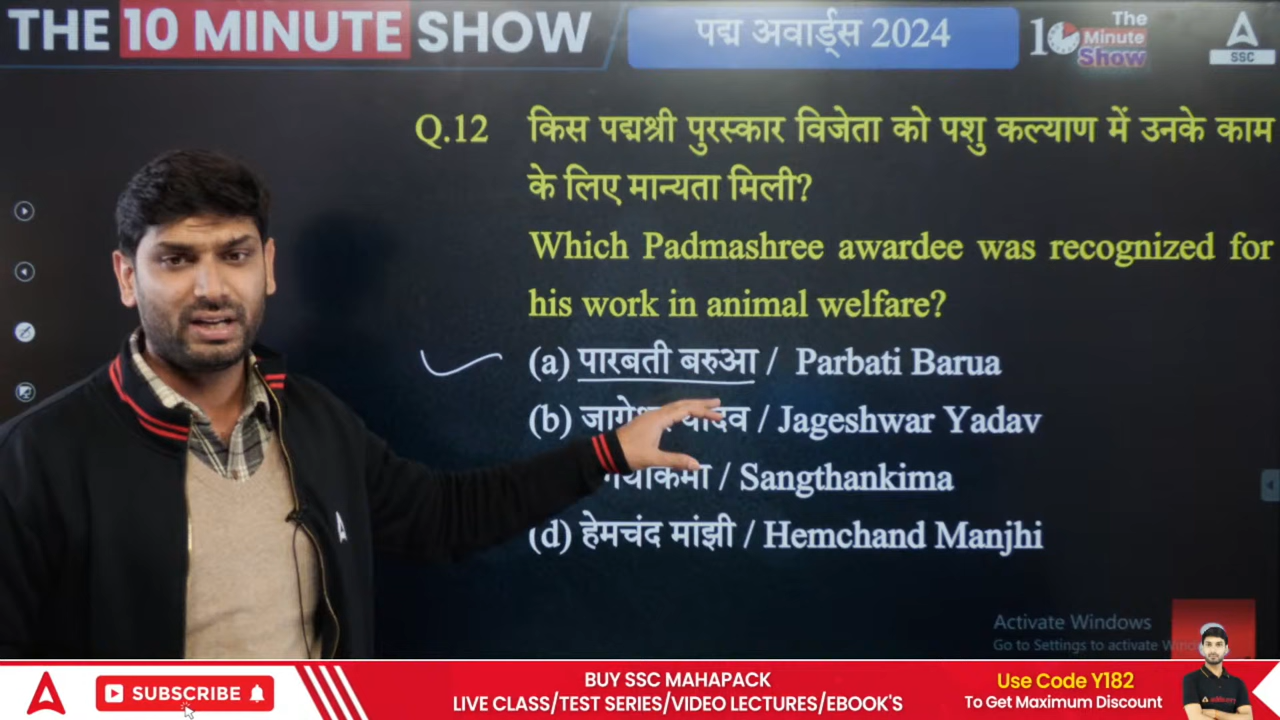 THE 10 MINUTE SHOW
पद्म अवार्ड्स 2024
10 The Minute Show
SSC
Q.12 किस पद्मश्री पुरस्कार विजेता को पशु कल्याण में उनके काम
के लिए मान्यता मिली?
Which Padmashree awardee was recognized for
his work in animal welfare?
(a) पारबती बरुआ / Parbati Barua
(b) / Jageshwar Yadav
/ Sangthankima
(d) हेमचंद मांझी / Hemchand Manjhi
Activate Windows
Go to Settings to activate
SUBSCRIBE
BUY SSC MAHAPACK
LIVE CLASS/TEST SERIES/VIDEO LECTURES/EBOOK'S
Use Code Y182
To Get Maximum Discount